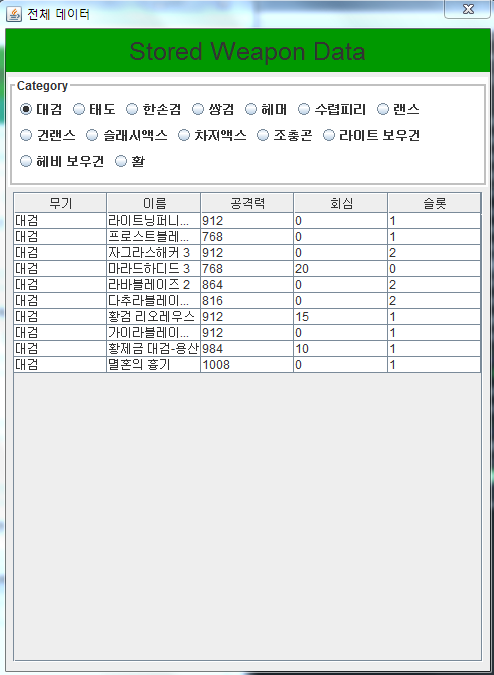 전체 데이터
Stored Weapon Data
Category
대검 태도 한손검 쌍검 헤머 수렵피리 랜스
건랜스 슬래시액스 차지액스 조충곤 라이트 보우건
헤비 보우건 활
무기 이름 공격력 회심 슬롯
대검 라이트닝퍼니... 912 0 1
대검 프로스트블레... 768 0 1
대검 자그라스해커 3 912 0 2
대검 마라드하디드 3 768 20 0
대검 라바블레이즈 2 864 0 2
대검 다추라블레이... 816 0 2
대검 황검 리오레우스 912 15 1
대검 가이라블레이... 912 0 1
대검 황제금 대검-용산 984 10 1
대검 멸혼의 흉기 1008 0 1